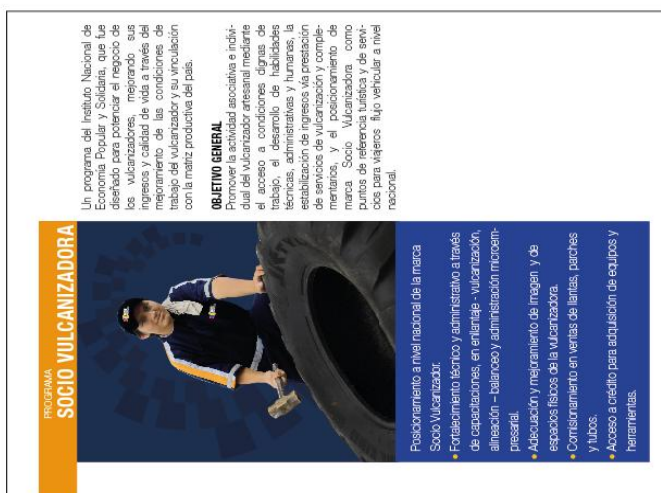 PROGRAMA
SOCIO VULCANIZADORA
Un programa del Instituto Nacional de
Economía Popular y Solidaria, que fue
diseñado para potenciar el negocio de
los vulcanizadores, mejorando sus
ingresos y calidad de vida a través del
mejoramiento de las condiciones de
trabajo del vulcanizador y su vinculación
con la matriz productiva del país.
OBJETIVO GENERAL
Promover la actividad asociativa e indivi-
dual del vulcanizador artesanal mediante
el acceso a condiciones dignas de
trabajo, el desarrollo de habilidades
técnicas, administrativas y humanas, la
estabilización de ingresos vía prestación
de servicios de vulcanización y comple-
mentarios, y el posicionamiento de
marca Socio Vulcanizadora como
puntos de referencia turística y de servi-
cios para viajeros flujo vehicular a nivel
nacional.
Posicionamiento a nivel nacional de la marca
Socio Vulcanizador.
• Fortalecimiento técnico y administrativo a través
de capacitaciones, en enllantaje - vulcanización,
alineación – balanceo y administración microem-
presarial.
• Adecuación y mejoramiento de imagen y de
espacios físicos de la vulcanizadora.
• Comisionamiento en ventas de llantas, parches
y tubos.
• Acceso a crédito para adquisición de equipos y
herramientas.